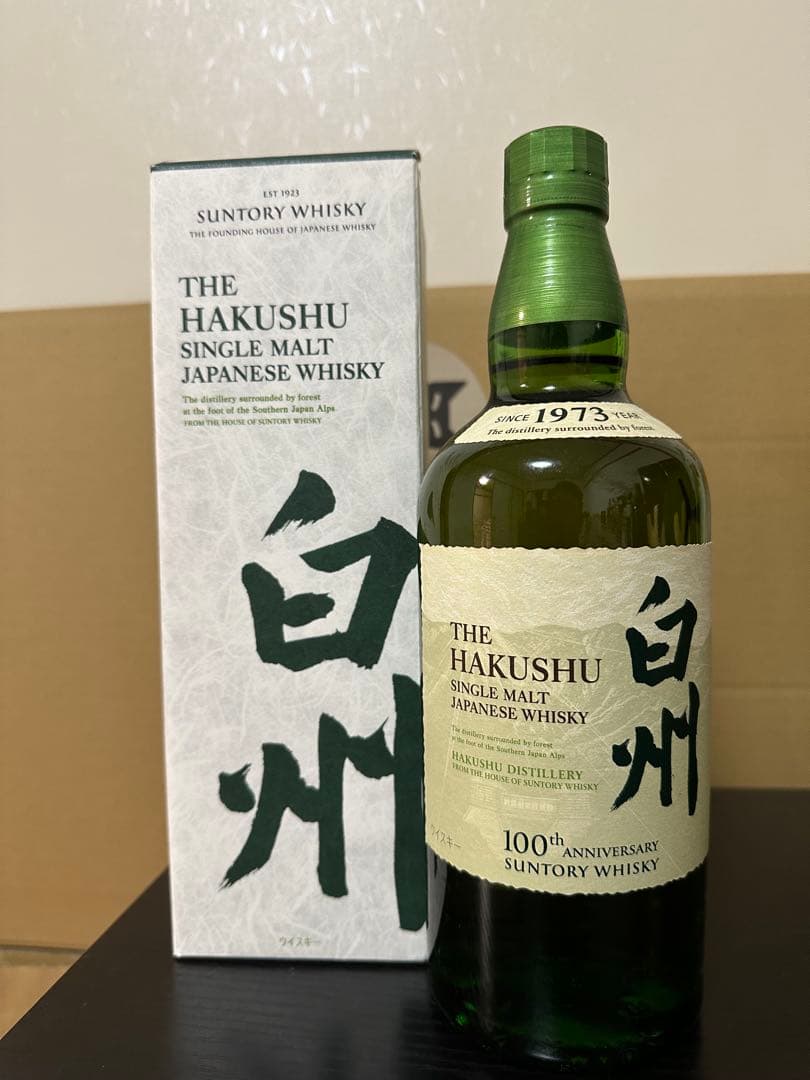 EST 1923
SUNTORY WHISKY
THE FOUNDING HOUSE OF JAPANESE WHISKY
THE
HAKUSHU
SINGLE MALT
JAPANESE WHISKY
The distillery surrounded by forest
at the foot of the Southern Japan Alps
FROM THE HOUSE OF SUNTORY WHISKY
白州
ウイスキー
SINCE 1973 YEAR
The distillery surrounded by forest
THE
HAKUSHU
SINGLE MALT
JAPANESE WHISKY
The distillery surrounded by forest
at the foot of the Southern Japan Alps
HAKUSHU DISTILLERY
FROM THE HOUSE OF SUNTORY WHISKY
白州
ウイスキー
100th ANNIVERSARY
SUNTORY WHISKY